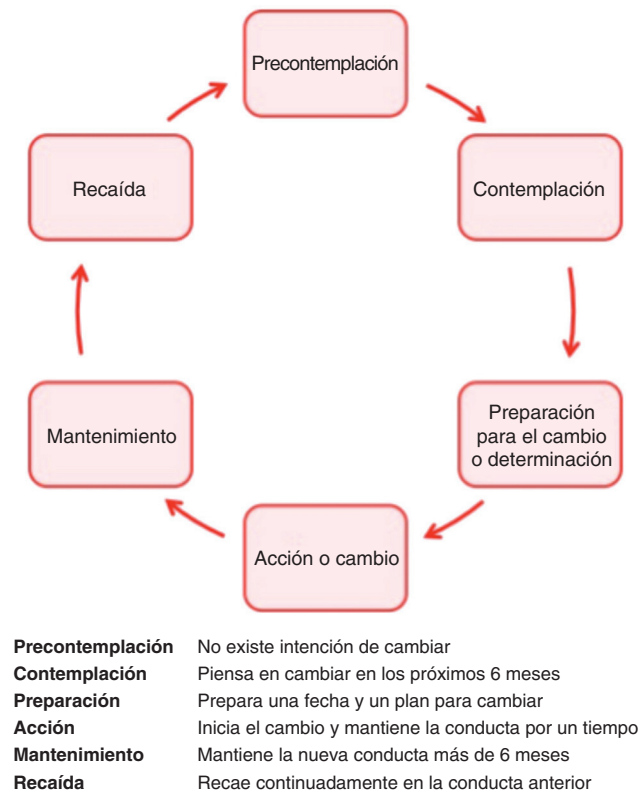 Precontemplación
Recaída
Contemplación
Mantenimiento
Preparación
para el cambio
o determinación
Acción o cambio
Precontemplación No existe intención de cambiar
Contemplación Piensa en cambiar en los próximos 6 meses
Preparación Prepara una fecha y un plan para cambiar
Acción Inicia el cambio y mantiene la conducta por un tiempo
Mantenimiento Mantiene la nueva conducta más de 6 meses
Recaída Recae continuadamente en la conducta anterior